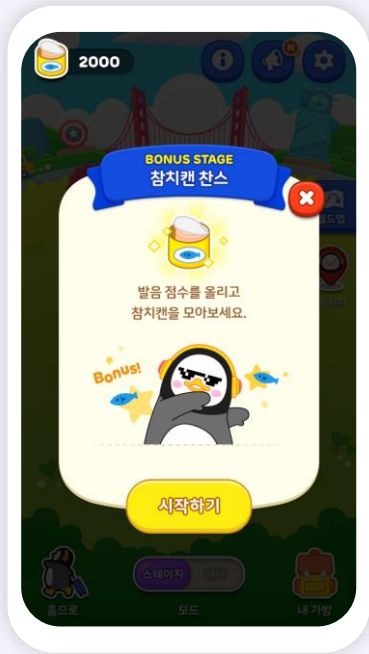 2000
N
BONUS STAGE
참치캔 찬스
발음 점수를 올리고
참치캔을 모아보세요.
Bonus!
시작하기
스테이지
홈으로
모드
내 가방